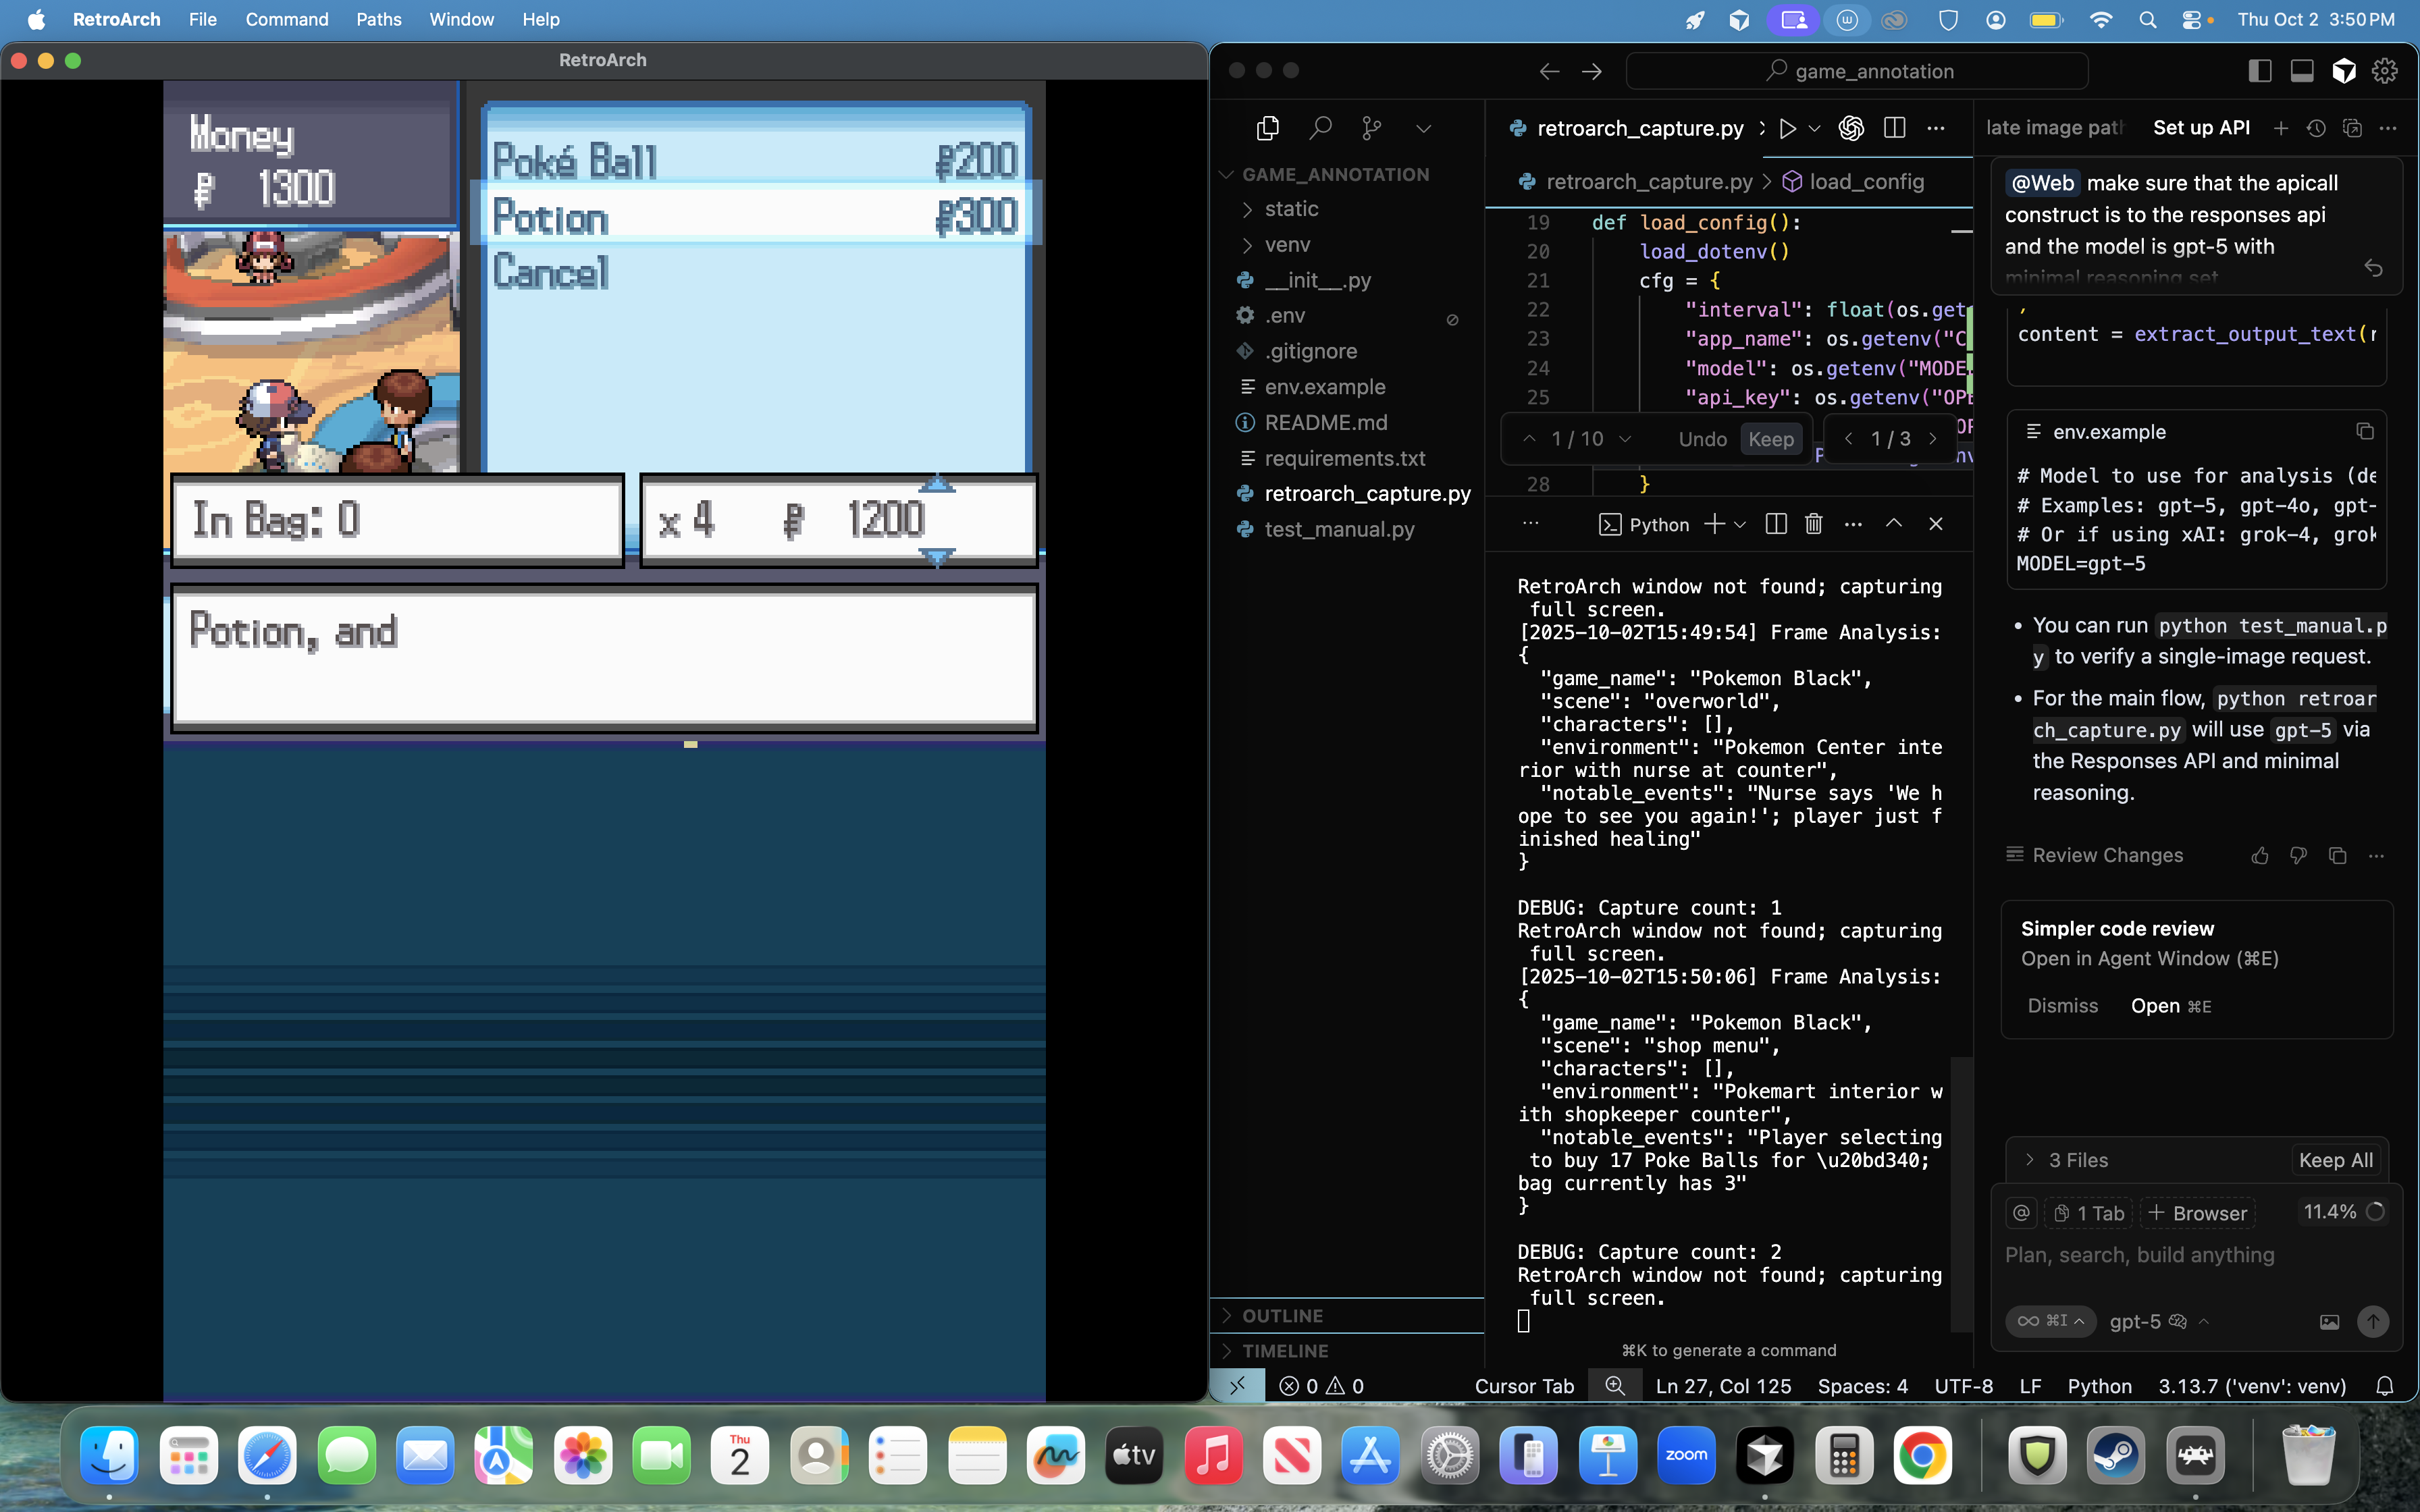 RetroArch File Command Paths Window Help
Thu Oct 2 3:50 PM
RetroArch
Money
1300
Poké Ball 200
Potion 300
Cancel
In Bag: 0
x 4 1200
Potion, and
game_annotation
GAME_ANNOTATION
static
venv
__init__.py
.env
.gitignore
env.example
README.md
requirements.txt
retroarch_capture.py
test_manual.py
OUTLINE
TIMELINE
retroarch_capture.py
retroarch_capture.py > load_config
19 def load_config():
20 load_dotenv()
21 cfg = {
22 "interval": float(os.get
23 "app_name": os.getenv("C
24 "model": os.getenv("MODE
25 "api_key": os.getenv("OPE
1 / 10 Undo Keep 1 / 3
28 }
Python
RetroArch window not found; capturing
full screen.
[2025-10-02T15:49:54] Frame Analysis:
{
"game_name": "Pokemon Black",
"scene": "overworld",
"characters": [],
"environment": "Pokemon Center inte
rior with nurse at counter",
"notable_events": "Nurse says 'We h
ope to see you again!'; player just f
inished healing"
}
DEBUG: Capture count: 1
RetroArch window not found; capturing
full screen.
[2025-10-02T15:50:06] Frame Analysis:
{
"game_name": "Pokemon Black",
"scene": "shop menu",
"characters": [],
"environment": "Pokemart interior w
ith shopkeeper counter",
"notable_events": "Player selecting
to buy 17 Poke Balls for \u20bd340;
bag currently has 3"
}
DEBUG: Capture count: 2
RetroArch window not found; capturing
full screen.
⌘K to generate a command
late image pat Set up API
@Web make sure that the apicall
construct is to the responses api
and the model is gpt-5 with
minimal reasoning set
content = extract_output_text(r
env.example
# Model to use for analysis (de
# Examples: gpt-5, gpt-4o, gpt-
# Or if using xAI: grok-4, grok
MODEL=gpt-5
• You can run python test_manual.p
y to verify a single-image request.
• For the main flow, python retroar
ch_capture.py will use gpt-5 via
the Responses API and minimal
reasoning.
Review Changes
Simpler code review
Open in Agent Window (⌘E)
Dismiss Open ⌘E
3 Files Keep All
@ 1 Tab + Browser 11.4%
Plan, search, build anything
∞ ⌘I gpt-5
0 0 Cursor Tab Ln 27, Col 125 Spaces: 4 UTF-8 LF Python 3.13.7 ('venv': venv)
Thu
2
tv
zoom